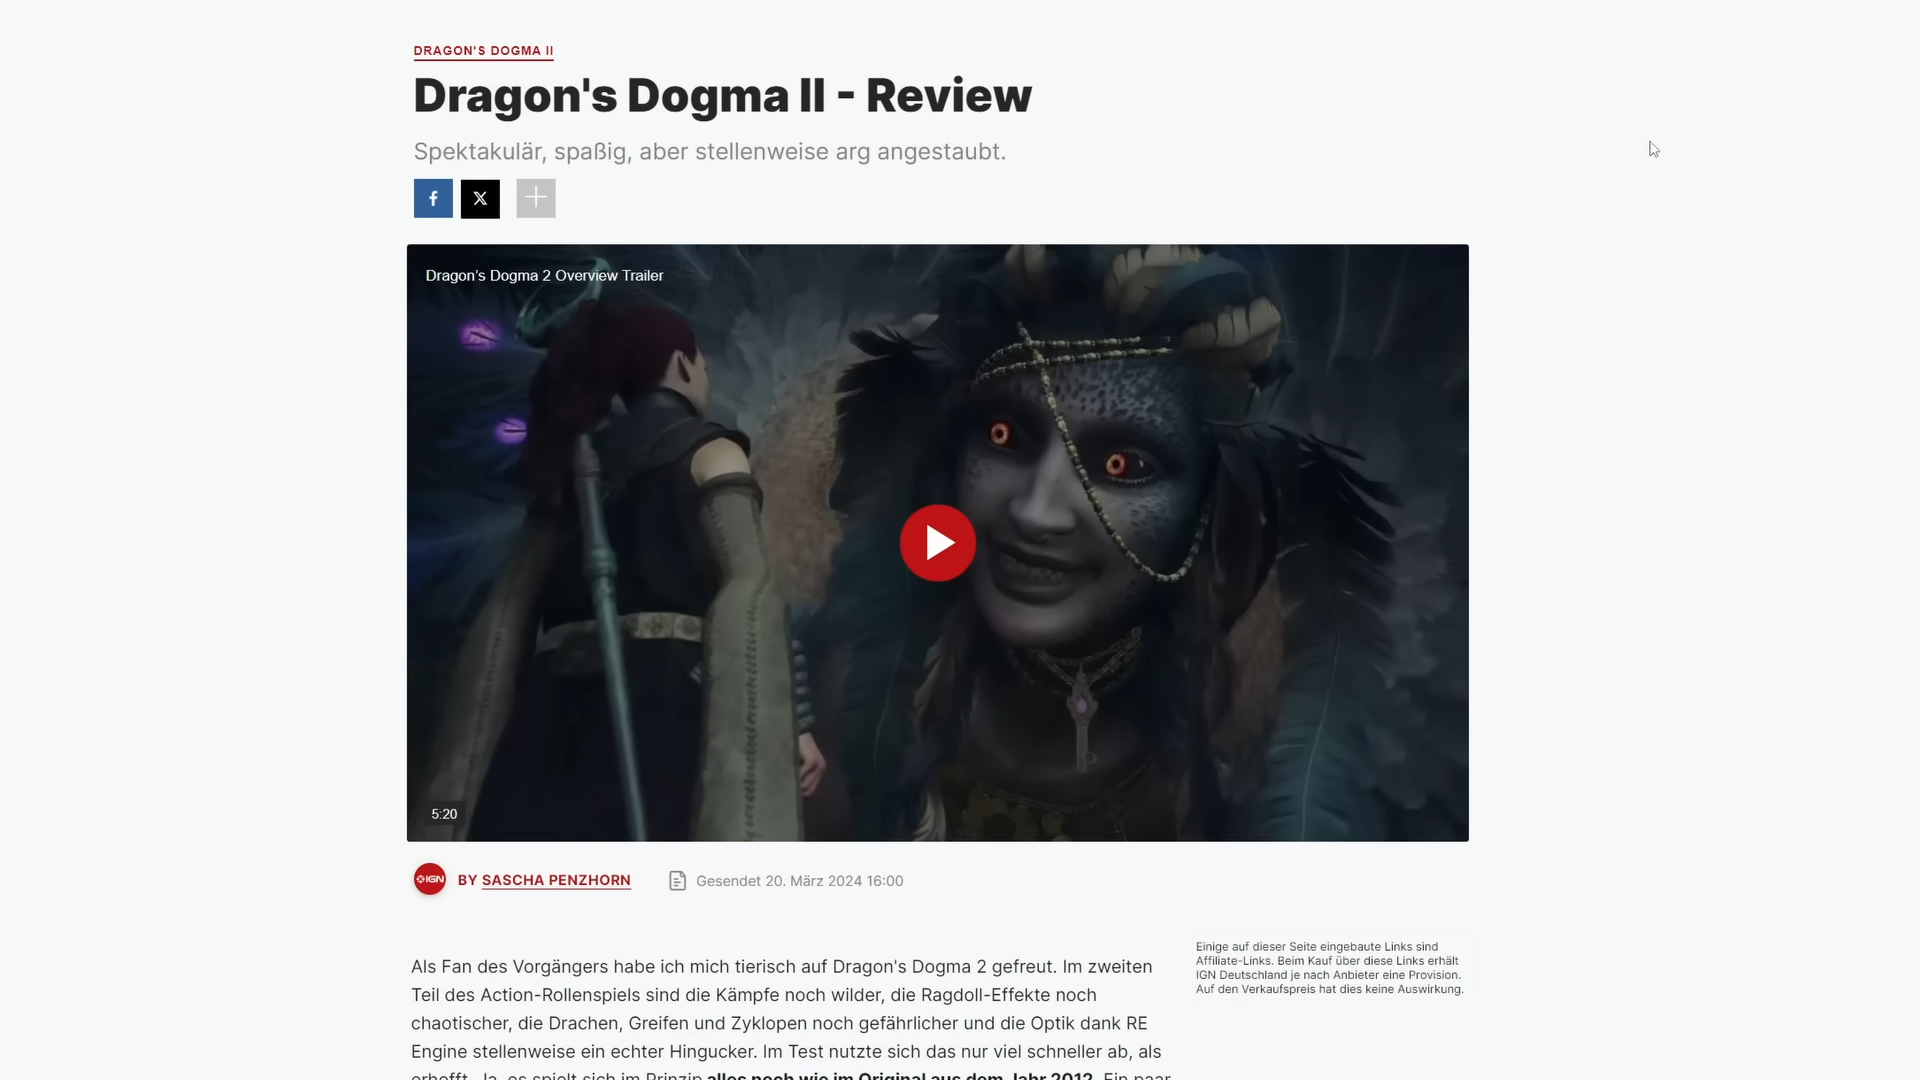 DRAGON'S DOGMA II
Dragon's Dogma II - Review
Spektakulär, spaßig, aber stellenweise arg angestaubt.
Dragon's Dogma 2 Overview Trailer
5:20
IGN
BY SASCHA PENZHORN
Gesendet 20. März 2024 16:00
Als Fan des Vorgängers habe ich mich tierisch auf Dragon's Dogma 2 gefreut. Im zweiten
Teil des Action-Rollenspiels sind die Kämpfe noch wilder, die Ragdoll-Effekte noch
chaotischer, die Drachen, Greifen und Zyklopen noch gefährlicher und die Optik dank RE
Engine stellenweise ein echter Hingucker. Im Test nutzte sich das nur viel schneller ab, als
erhofft. Ja, es spielt sich im Prinzip alles noch wie im Original aus dem Jahr 2012. Ein paar
Einige auf dieser Seite eingebaute Links sind
Affiliate-Links. Beim Kauf über diese Links erhält
IGN Deutschland je nach Anbieter eine Provision.
Auf den Verkaufspreis hat dies keine Auswirkung.